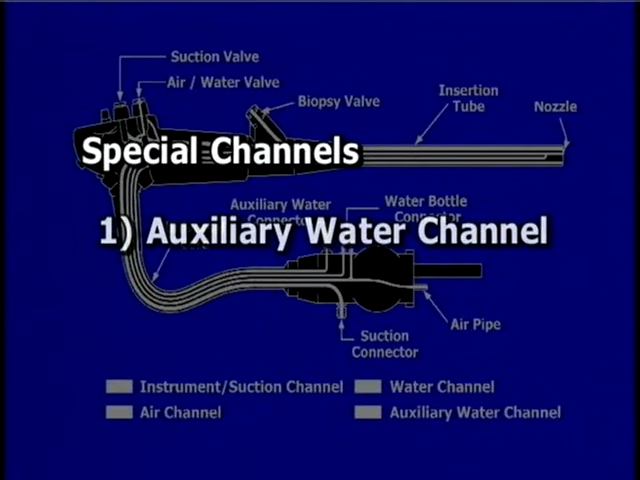 Suction Valve
Air / Water Valve
Biopsy Valve
Insertion
Tube
Nozzle
Special Channels
Auxiliary Water
Water Bottle
Connector
1) Auxiliary Water Channel
Air Pipe
Suction
Connector
Instrument/Suction Channel
Water Channel
Air Channel
Auxiliary Water Channel